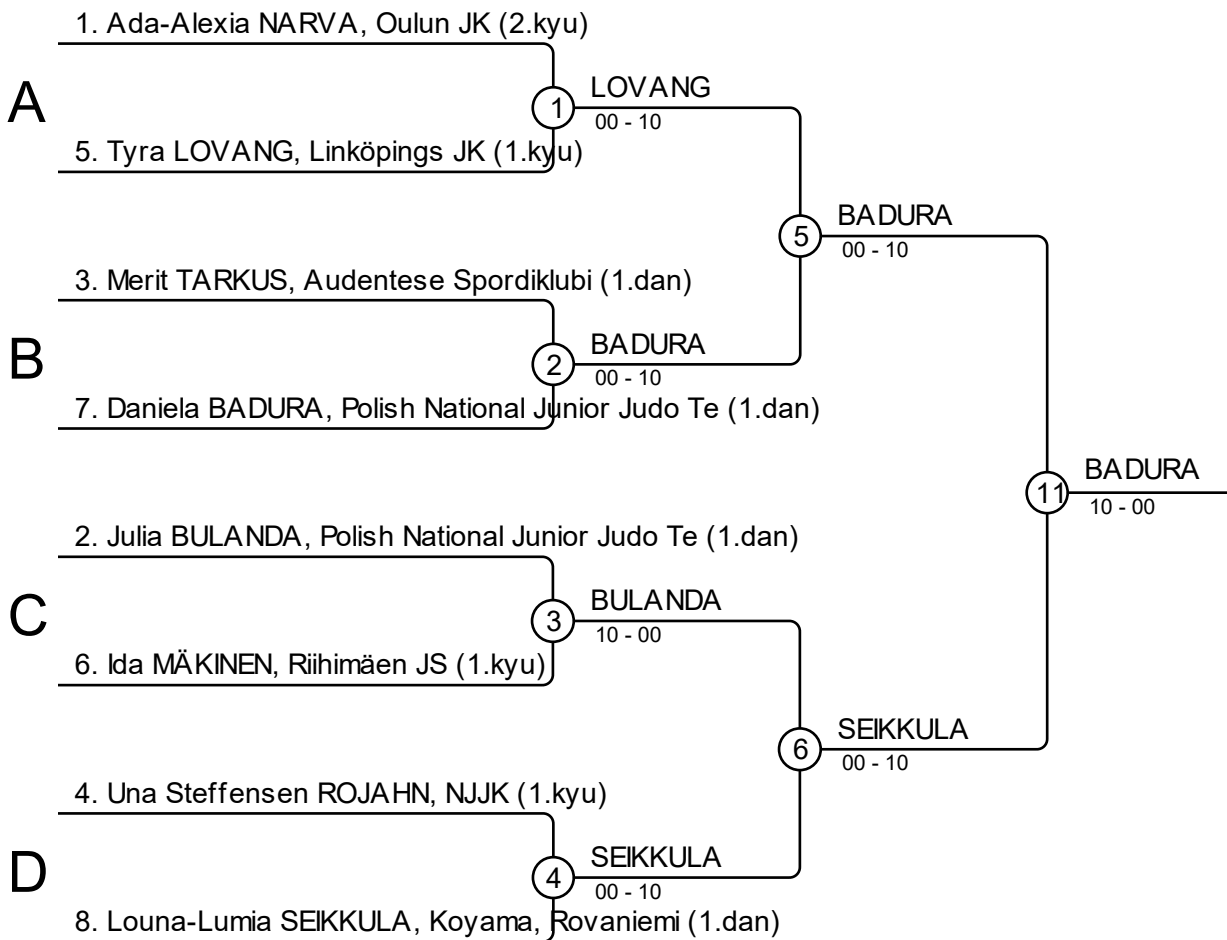 1. Ada-Alexia NARVA, Oulun JK (2.kyu)
A
1
LOVANG
00 - 10
5. Tyra LOVANG, Linköpings JK (1.kyu)
5
BADURA
00 - 10
3. Merit TARKUS, Audentese Spordiklubi (1.dan)
B
2
BADURA
00 - 10
7. Daniela BADURA, Polish National Junior Judo Te (1.dan)
11
BADURA
10 - 00
2. Julia BULANDA, Polish National Junior Judo Te (1.dan)
C
3
BULANDA
10 - 00
6. Ida MÄKINEN, Riihimäen JS (1.kyu)
6
SEIKKULA
00 - 10
4. Una Steffensen ROJAHN, NJJK (1.kyu)
D
4
SEIKKULA
00 - 10
8. Louna-Lumia SEIKKULA, Koyama, Rovaniemi (1.dan)